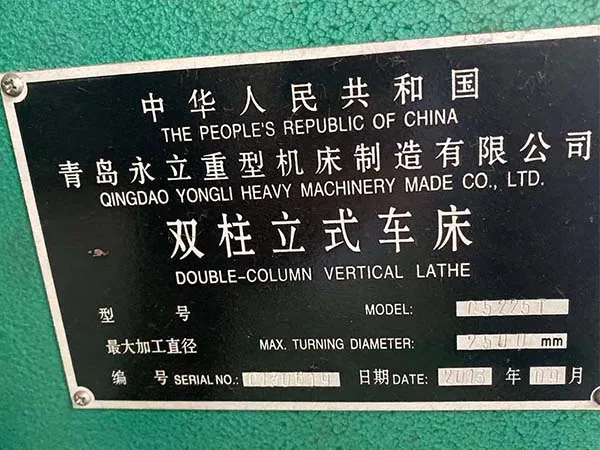 中华人民共和国
THE PEOPLE'S REPUBLIC OF CHINA
青岛永立重型机床制造有限公司
QINGDAO YONGLI HEAVY MACHINERY MADE CO., LTD.
双柱立式车床
DOUBLE-COLUMN VERTICAL LATHE
型 号 MODEL: C5225T
最大加工直径 MAX. TURNING DIAMETER: 2500 mm
编 号 SERIAL NO.: 日期 DATE: 年 09 月